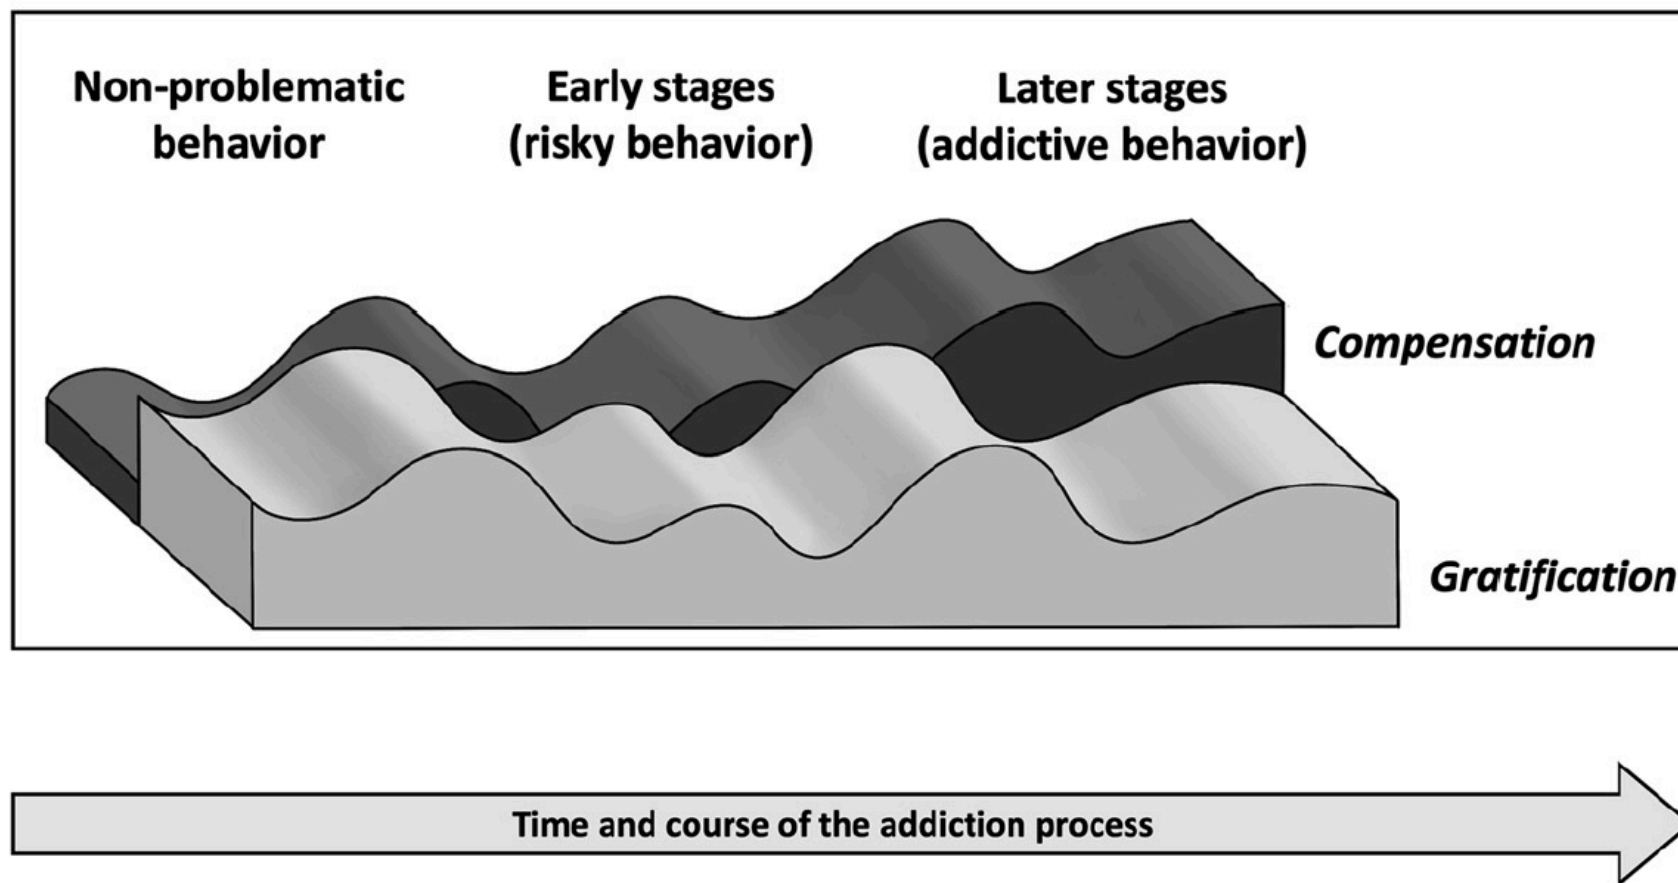 Non-problematic
behavior
Early stages
(risky behavior)
Later stages
(addictive behavior)
Compensation
Gratification
Time and course of the addiction process